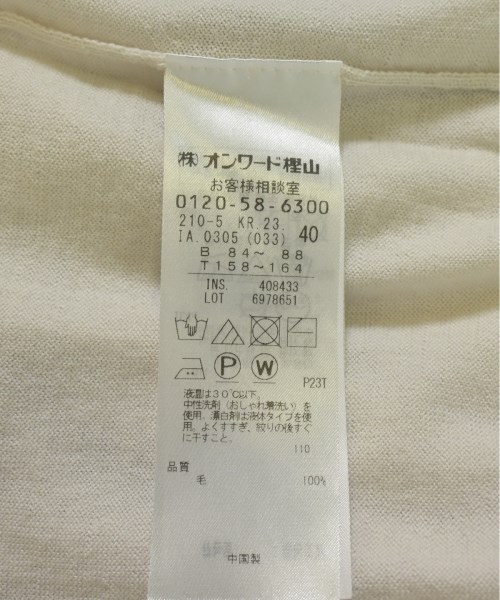 ㈱オンワード樫山
お客様相談室
0120-58-6300
210-5 KR.23.
IA.0305 (033) 40
B 84～ 88
T158～164
INS. 408433
LOT 6978651
P W
P23T
液温は30℃以下。
中性洗剤（おしゃれ着洗い）を
使用。漂白剤は液体タイプを使
用。よくすすぎ、絞りの後すぐ
に干すこと。
110
品質
毛 100%
中国製